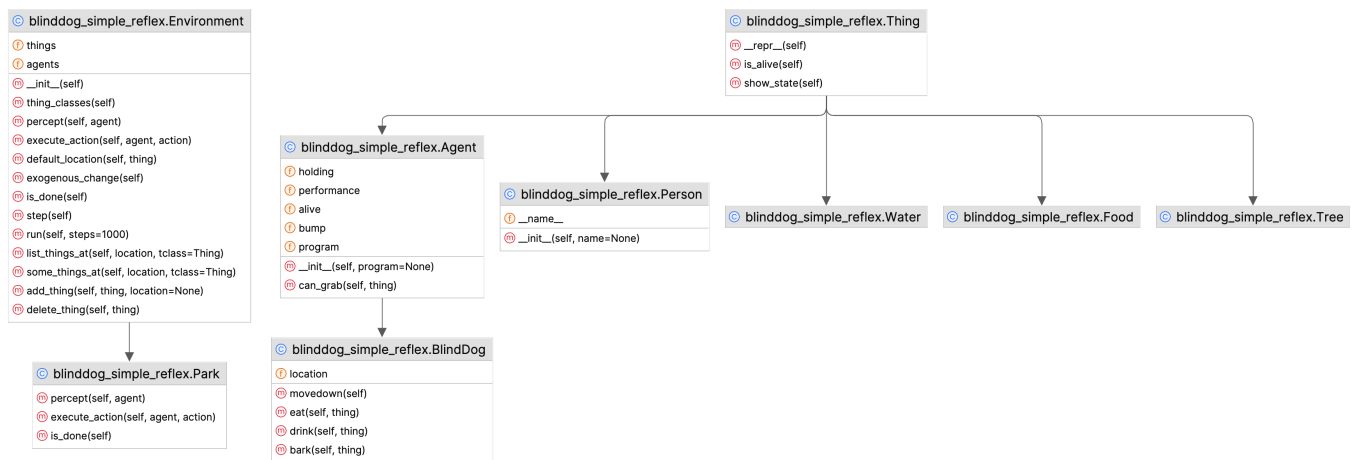 blinddog_simple_reflex.Environment
things
agents
__init__(self)
thing_classes(self)
percept(self, agent)
execute_action(self, agent, action)
default_location(self, thing)
exogenous_change(self)
is_done(self)
step(self)
run(self, steps=1000)
list_things_at(self, location, tclass=Thing)
some_things_at(self, location, tclass=Thing)
add_thing(self, thing, location=None)
delete_thing(self, thing)
blinddog_simple_reflex.Park
percept(self, agent)
execute_action(self, agent, action)
is_done(self)
blinddog_simple_reflex.Thing
__repr__(self)
is_alive(self)
show_state(self)
blinddog_simple_reflex.Agent
holding
performance
alive
bump
program
__init__(self, program=None)
can_grab(self, thing)
blinddog_simple_reflex.BlindDog
location
movedown(self)
eat(self, thing)
drink(self, thing)
bark(self, thing)
blinddog_simple_reflex.Person
__name__
__init__(self, name=None)
blinddog_simple_reflex.Water
blinddog_simple_reflex.Food
blinddog_simple_reflex.Tree